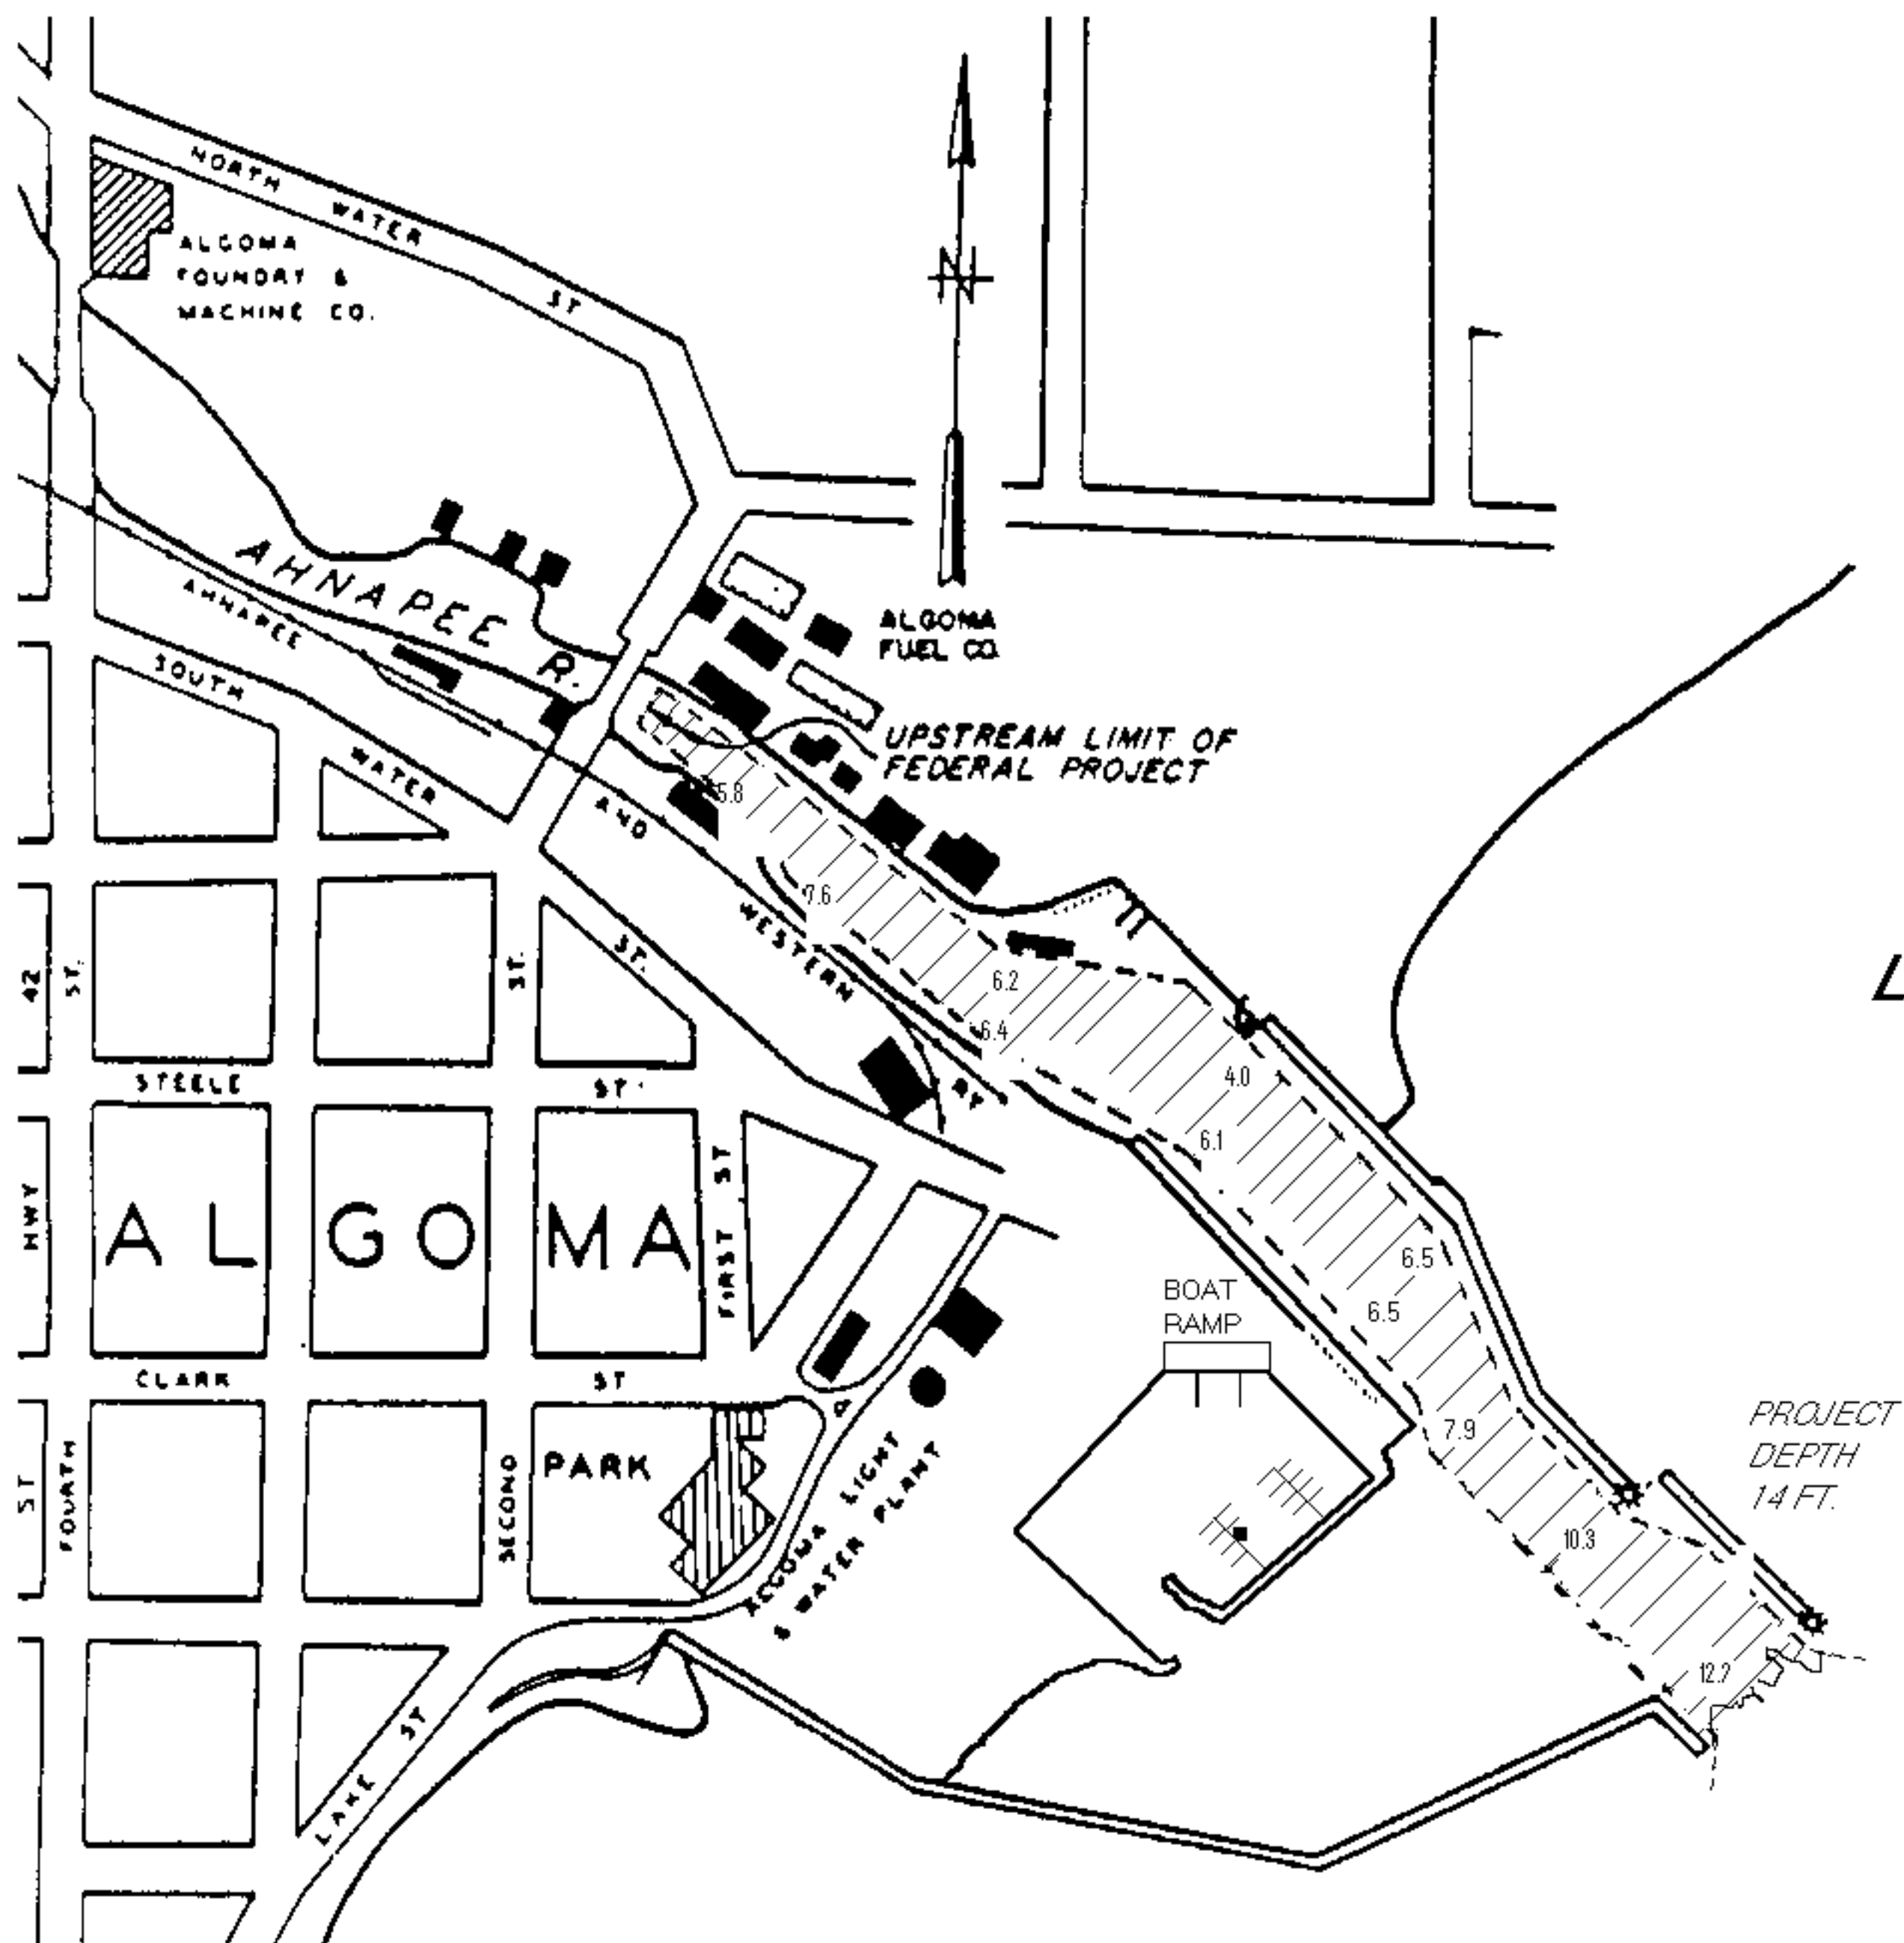 NORTH WATER ST
ALGOMA
FOUNDRY &
MACHINE CO.
N
AHNAPEE R.
AHNAPEE AND WESTERN RY
ALGOMA
FUEL CO.
UPSTREAM LIMIT OF
FEDERAL PROJECT
SOUTH WATER ST.
5.8
7.6
6.2
6.4
4.0
6.1
6.5
6.5
7.9
10.3
12.2
L
HWY 42
ST.
ST.
STEELE ST.
ALGOMA
FIRST ST
CLARK ST
ST
FOURTH
SECOND
PARK
ALGOMA LIGHT
& WATER PLANT
BOAT
RAMP
PROJECT
DEPTH
14 FT.
LAKE ST